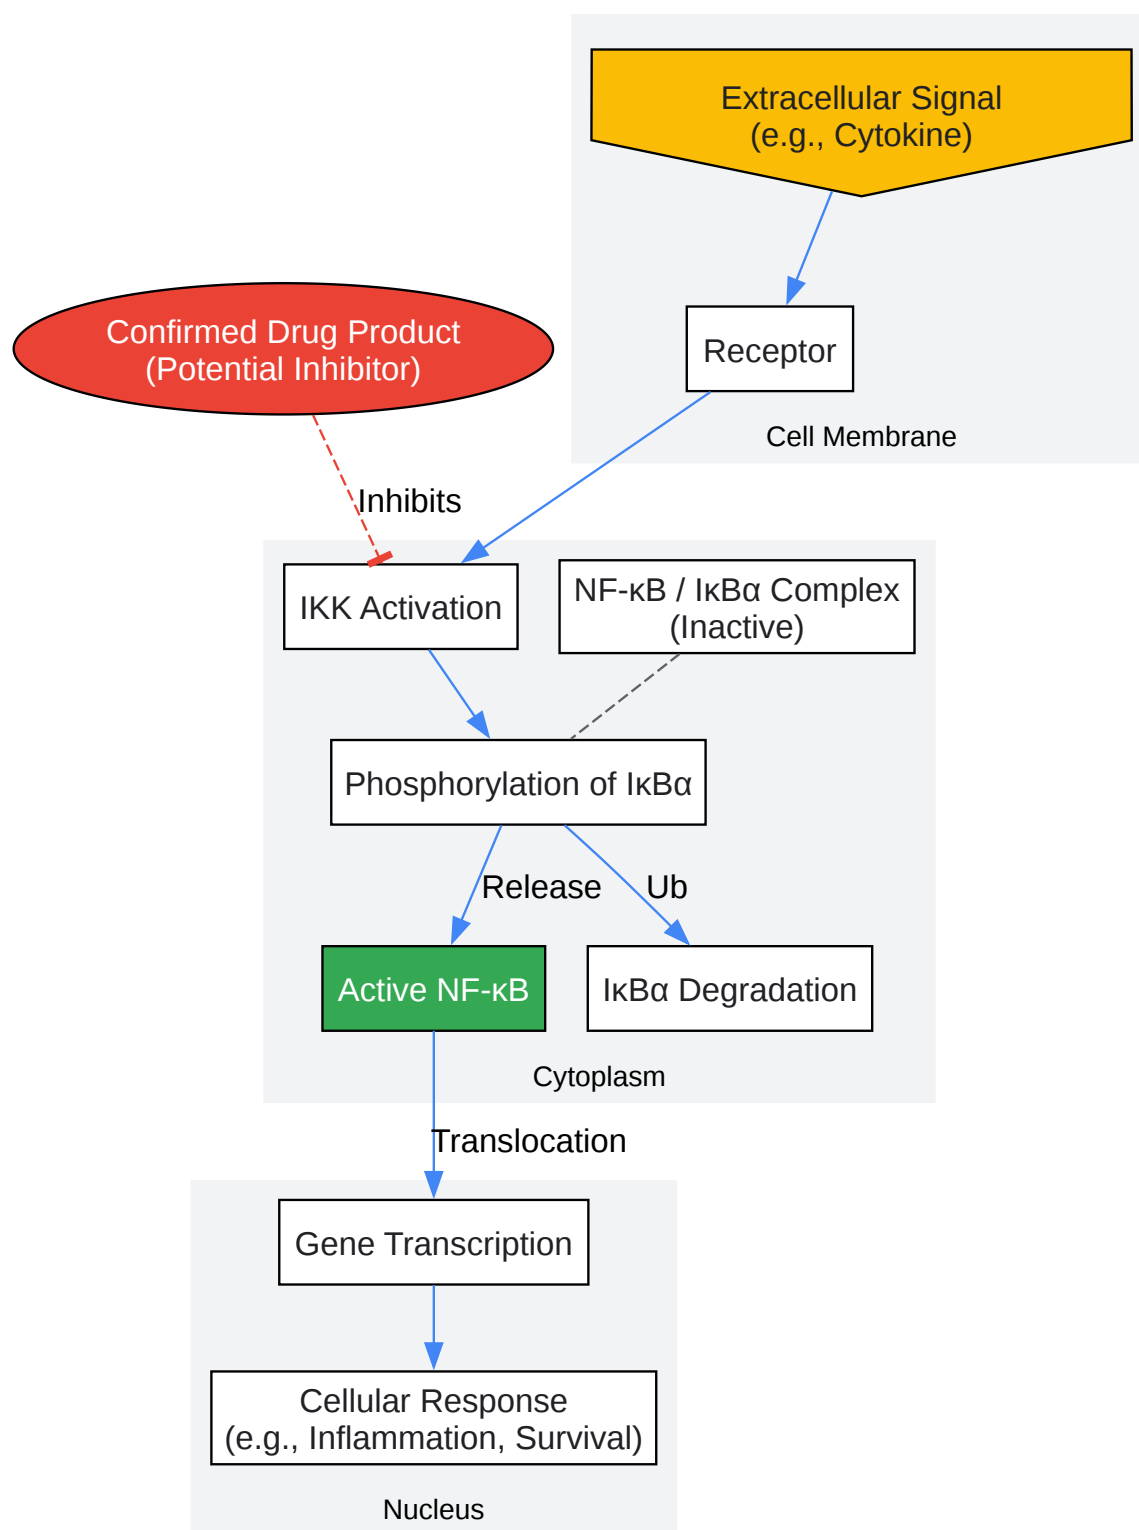 Extracellular Signal
(e.g., Cytokine)
Confirmed Drug Product
(Potential Inhibitor)
Receptor
Cell Membrane
Inhibits
IKK Activation
NF-κB / IκBα Complex
(Inactive)
Phosphorylation of IκBα
Release
Ub
Active NF-κB
IκBα Degradation
Cytoplasm
Translocation
Gene Transcription
Cellular Response
(e.g., Inflammation, Survival)
Nucleus